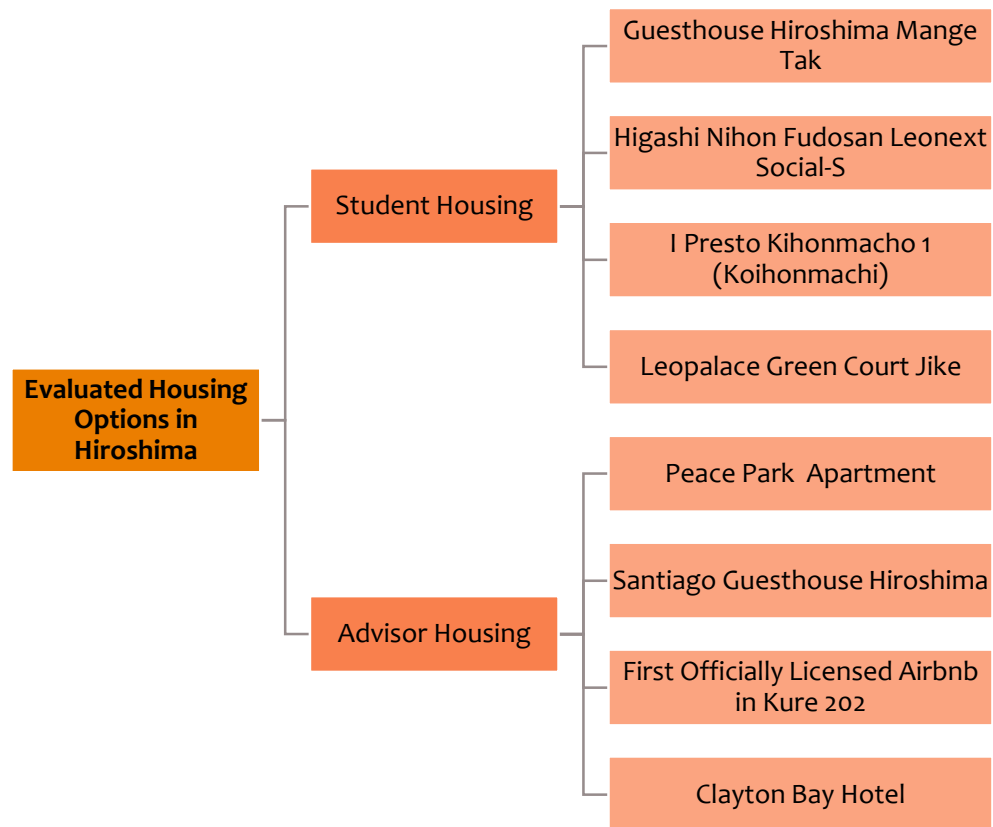 Evaluated Housing
Options in
Hiroshima
Student Housing
Guesthouse Hiroshima Mange
Tak
Higashi Nihon Fudosan Leonext
Social-S
I Presto Kihonmacho 1
(Koihonmachi)
Leopalace Green Court Jike
Advisor Housing
Peace Park Apartment
Santiago Guesthouse Hiroshima
First Officially Licensed Airbnb
in Kure 202
Clayton Bay Hotel